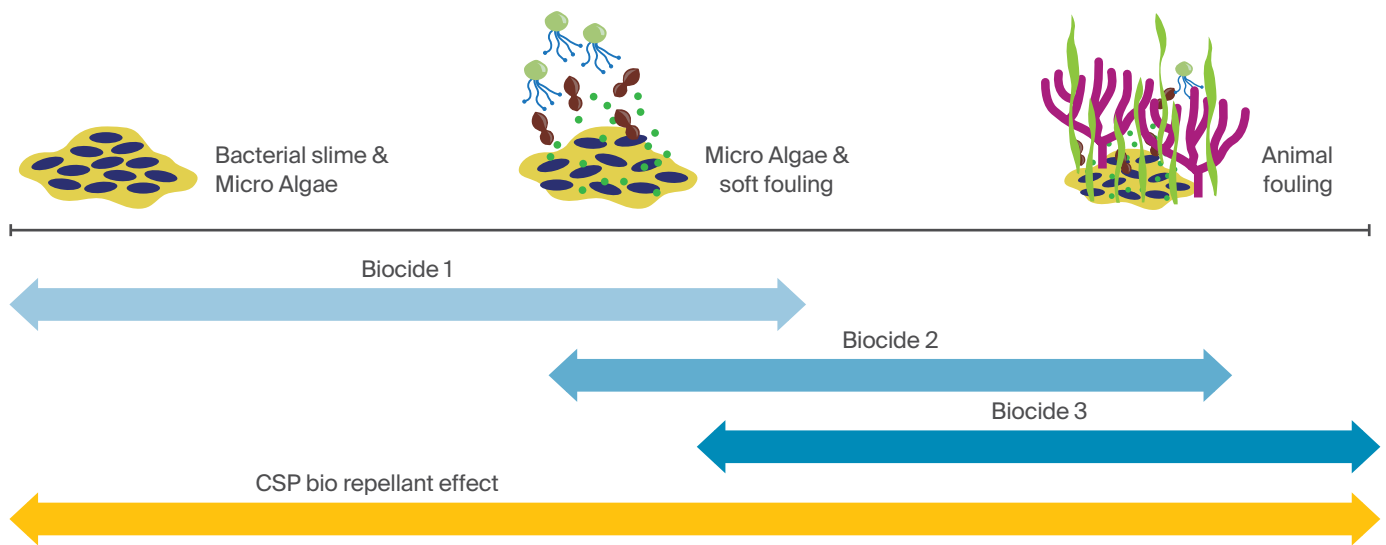 Bacterial slime &
Micro Algae
Micro Algae &
soft fouling
Animal
fouling
Biocide 1
Biocide 2
Biocide 3
CSP bio repellant effect